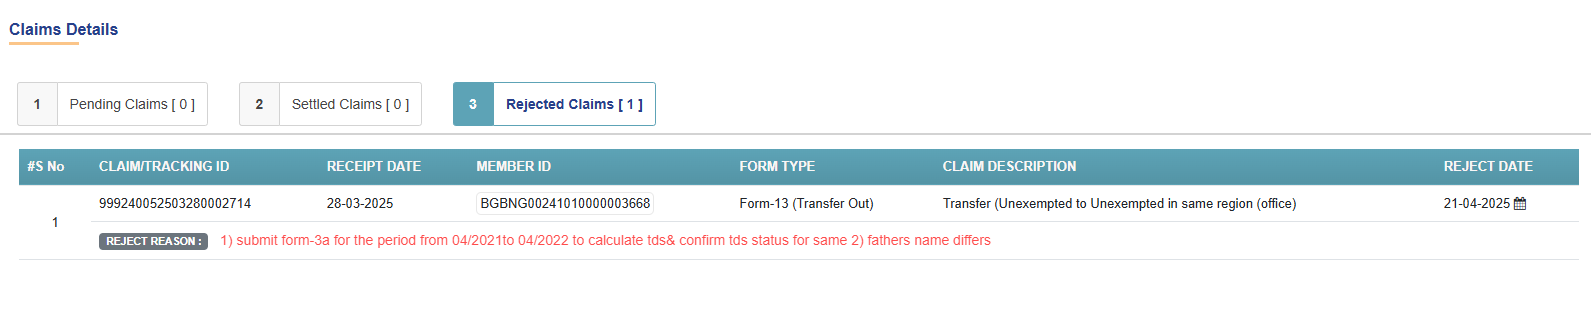 Claims Details
1 Pending Claims [ 0 ] 2 Settled Claims [ 0 ] 3 Rejected Claims [ 1 ]
#S No CLAIM/TRACKING ID RECEIPT DATE MEMBER ID FORM TYPE CLAIM DESCRIPTION REJECT DATE
1 999240052503280002714 28-03-2025 BGBNG00241010000003668 Form-13 (Transfer Out) Transfer (Unexempted to Unexempted in same region (office) 21-04-2025
REJECT REASON : 1) submit form-3a for the period from 04/2021to 04/2022 to calculate tds& confirm tds status for same 2) fathers name differs